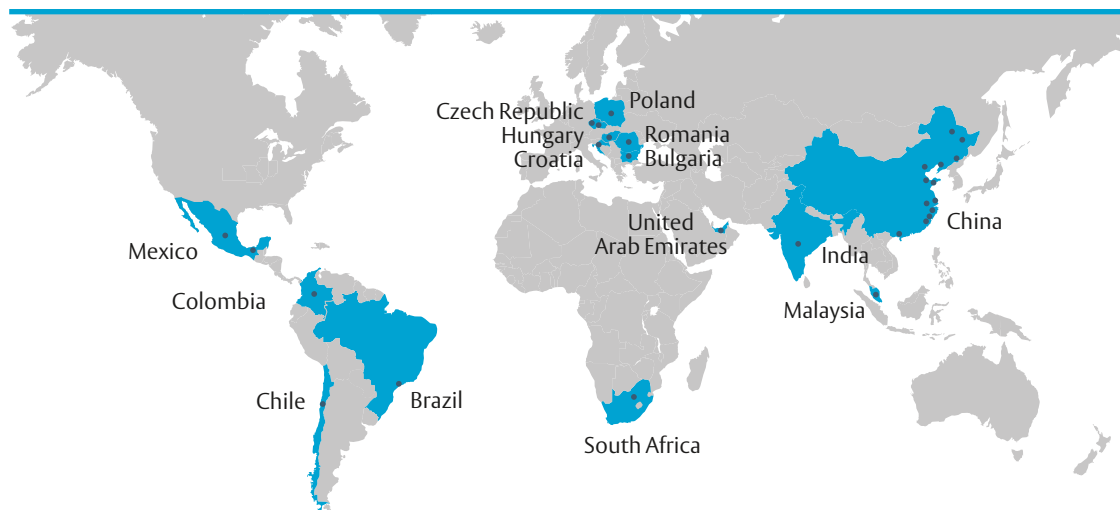 Poland
Czech Republic
Hungary
Romania
Croatia
Bulgaria
United
Arab Emirates
China
India
Malaysia
Mexico
Colombia
Chile
Brazil
South Africa